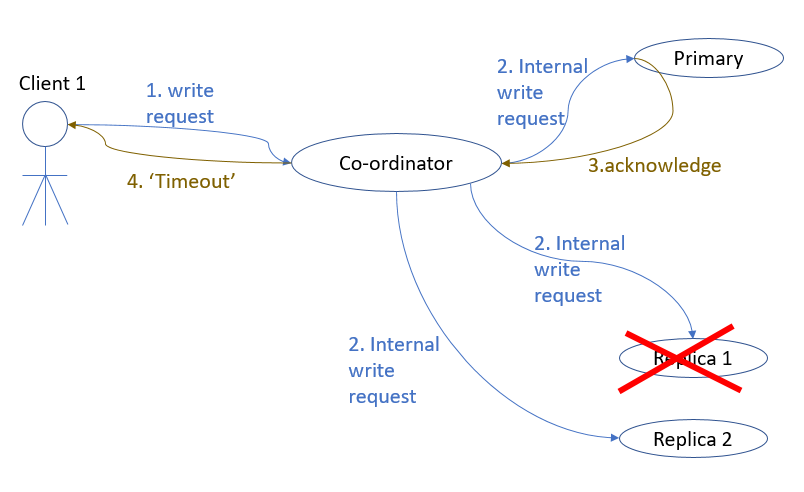 Primary
2. Internal
write
request
Client 1
1. write
request
Co-ordinator
3.acknowledge
4. ‘Timeout’
2. Internal
write
request
2. Internal
write
request
Replica 1
Replica 2